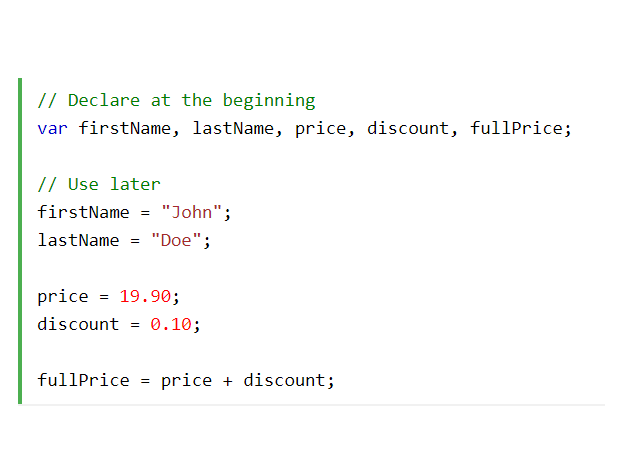 // Declare at the beginning
var firstName, lastName, price, discount, fullPrice;
// Use later
firstName = "John";
lastName = "Doe";
price = 19.90;
discount = 0.10;
fullPrice = price + discount;